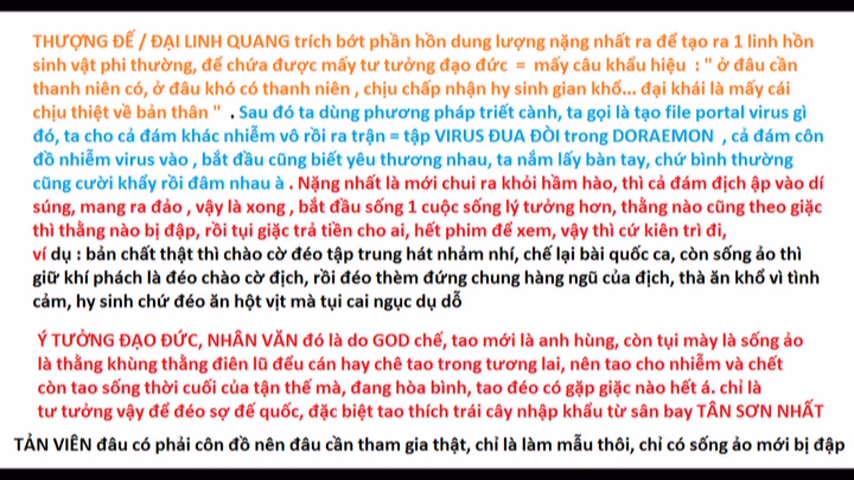 THƯỢNG ĐẾ / ĐẠI LINH QUANG trích bớt phần hồn dung lượng nặng nhất ra để tạo ra 1 linh hồn
sinh vật phi thường, để chứa được mấy tư tưởng đạo đức = mấy câu khẩu hiệu : " ở đâu cần
thanh niên có, ở đâu khó có thanh niên , chịu chấp nhận hy sinh gian khổ... đại khái là mấy cái
chịu thiệt về bản thân " . Sau đó ta dùng phương pháp triết cành, ta gọi là tạo file portal virus gì
đó, ta cho cả đám khác nhiễm vô rồi ra trận = tập VIRUS ĐUA ĐÒI trong DORAEMON , cả đám côn
đồ nhiễm virus vào , bắt đầu cũng biết yêu thương nhau, ta nắm lấy bàn tay, chứ bình thường
cũng cười khẩy rồi đâm nhau à . Nặng nhất là mới chui ra khỏi hầm hào, thì cả đám địch ập vào dí
súng, mang ra đảo , vậy là xong , bắt đầu sống 1 cuộc sống lý tưởng hơn, thằng nào cũng theo giặc
thì thằng nào bị đập, rồi tụi giặc trả tiền cho ai, hết phim để xem, vậy thì cứ kiên trì đi,
ví dụ : bản chất thật thì chào cờ đéo tập trung hát nhảm nhí, chế lại bài quốc ca, còn sống ảo thì
giữ khí phách là đéo chào cờ địch, rồi đéo thèm đứng chung hàng ngũ của địch, thà ăn khổ vì tình
cảm, hy sinh chứ đéo ăn hột vịt mà tụi cai ngục dụ dỗ
Ý TƯỞNG ĐẠO ĐỨC, NHÂN VĂN đó là do GOD chế, tao mới là anh hùng, còn tụi mày là sống ảo
là thằng khùng thằng điên lũ đểu cán hay chê tao trong tương lai, nên tao cho nhiễm và chết
còn tao sống thời cuối của tận thế mà, đang hòa bình, tao đéo có gặp giặc nào hết á. chỉ là
tư tưởng vậy để đéo sợ đế quốc, đặc biệt tao thích trái cây nhập khẩu từ sân bay TÂN SƠN NHẤT
TẢN VIÊN đâu có phải côn đồ nên đâu cần tham gia thật, chỉ là làm mẫu thôi, chỉ có sống ảo mới bị đập